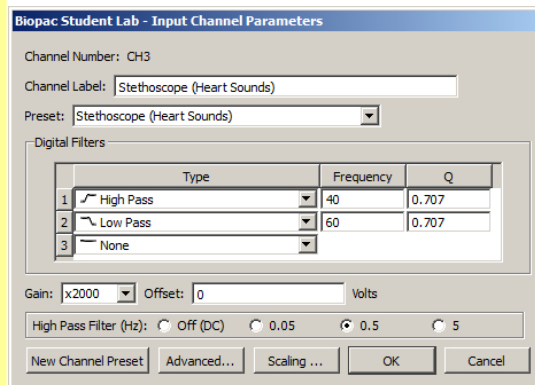 Biopac Student Lab - Input Channel Parameters
Channel Number: CH3
Channel Label: Stethoscope (Heart Sounds)
Preset: Stethoscope (Heart Sounds)
Digital Filters
Type Frequency Q
1 High Pass 40 0.707
2 Low Pass 60 0.707
3 None
Gain: x2000 Offset: 0 Volts
High Pass Filter (Hz): Off (DC) 0.05 0.5 5
New Channel Preset Advanced... Scaling ... OK Cancel